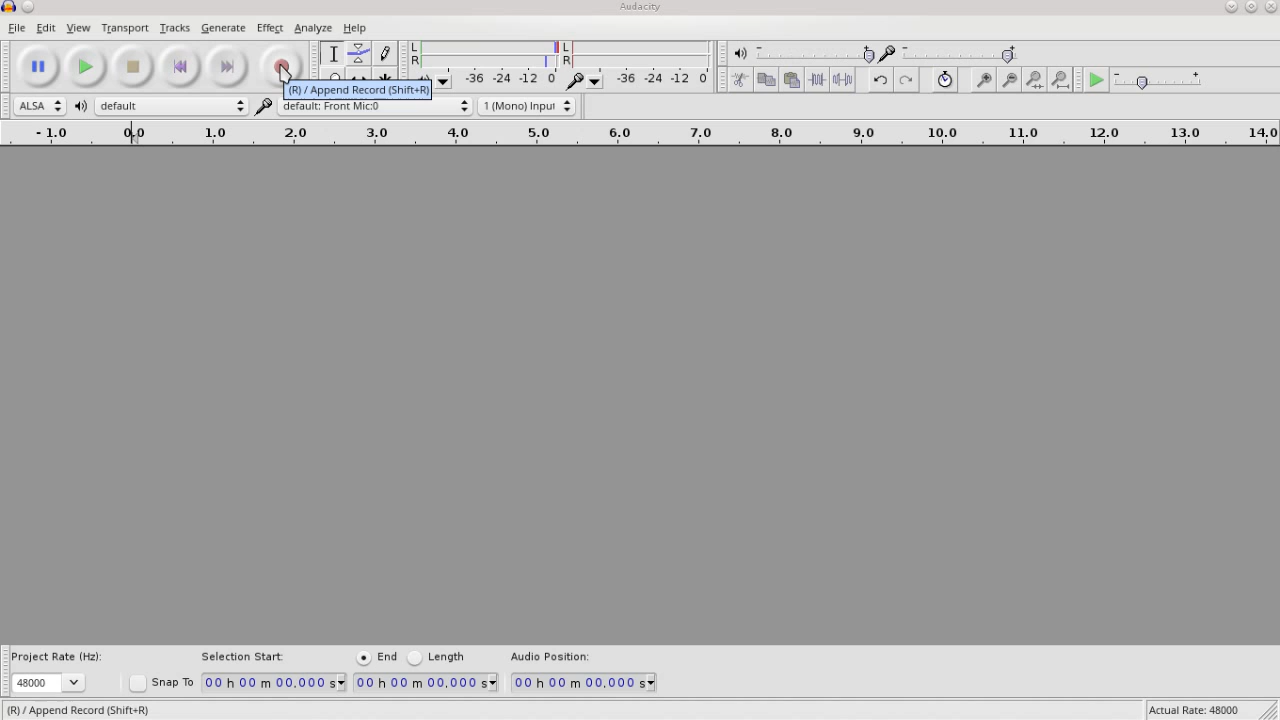 Audacity
File Edit View Transport Tracks Generate Effect Analyze Help
L L
R R
-36 -24 -12 0 -36 -24 -12 0
(R) / Append Record (Shift+R)
ALSA default default: Front Mic:0 1 (Mono) Input
- 1.0 0.0 1.0 2.0 3.0 4.0 5.0 6.0 7.0 8.0 9.0 10.0 11.0 12.0 13.0 14.0
Project Rate (Hz): Selection Start: End Length Audio Position:
48000 Snap To 00 h 00 m 00,000 s 00 h 00 m 00,000 s 00 h 00 m 00,000 s
(R) / Append Record (Shift+R) Actual Rate: 48000